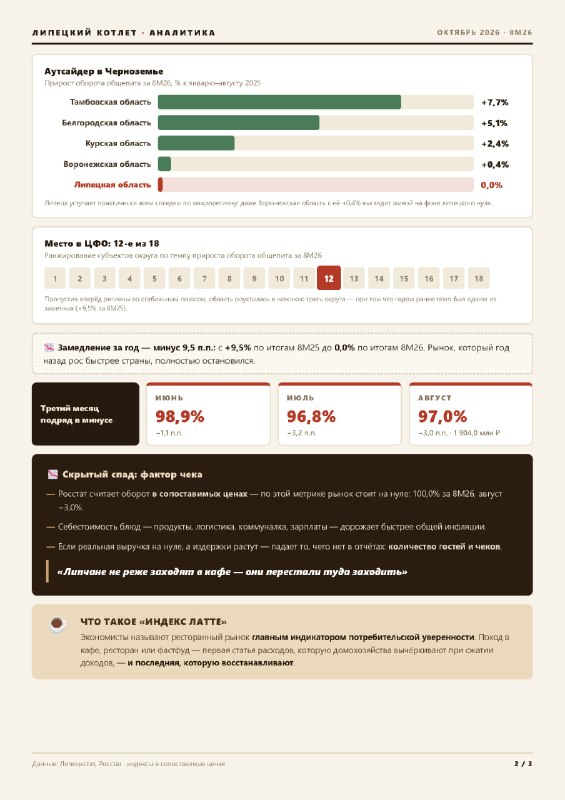 ЛИПЕЦКИЙ КОТЛЕТ · АНАЛИТИКА
ОКТЯБРЬ 2026 · 8М26
Аутсайдер в Черноземье
Прирост оборота общепита за 8М26, % к январю–августу 2025
Тамбовская область +7,7%
Белгородская область +5,1%
Курская область +2,4%
Воронежская область +0,4%
Липецкая область 0,0%
Липецк уступает практически всем соседям по макрорегиону: даже Воронежская область с её +0,4% выглядит живой на фоне липецкого нуля.
Место в ЦФО: 12-е из 18
Ранжирование субъектов округа по темпу прироста оборота общепита за 8М26
1 2 3 4 5 6 7 8 9 10 11 12 13 14 15 16 17 18
Пропустив вперёд регионы со стабильным плюсом, область опустилась в нижнюю треть округа — при том что годом ранее темп был одним из
заметных (+9,5% за 8М25).
Замедление за год — минус 9,5 п.п.: с +9,5% по итогам 8М25 до 0,0% по итогам 8М26. Рынок, который год
назад рос быстрее страны, полностью остановился.
Третий месяц
подряд в минусе
ИЮНЬ
98,9%
−1,1 п.п.
ИЮЛЬ
96,8%
−3,2 п.п.
АВГУСТ
97,0%
−3,0 п.п. · 1 904,0 млн ₽
Скрытый спад: фактор чека
— Росстат считает оборот в сопоставимых ценах — по этой метрике рынок стоит на нуле: 100,0% за 8М26, август
−3,0%.
— Себестоимость блюд — продукты, логистика, коммуналка, зарплаты — дорожает быстрее общей инфляции.
— Если реальная выручка на нуле, а издержки растут — падает то, чего нет в отчётах: количество гостей и чеков.
«Липчане не реже заходят в кафе — они перестали туда заходить»
ЧТО ТАКОЕ «ИНДЕКС ЛАТТЕ»
Экономисты называют ресторанный рынок главным индикатором потребительской уверенности. Поход в
кафе, ресторан или фастфуд — первая статья расходов, которую домохозяйства вычёркивают при сжатии
доходов, — и последняя, которую восстанавливают.
Данные: Липецкстат, Росстат · индексы в сопоставимых ценах
2 / 3